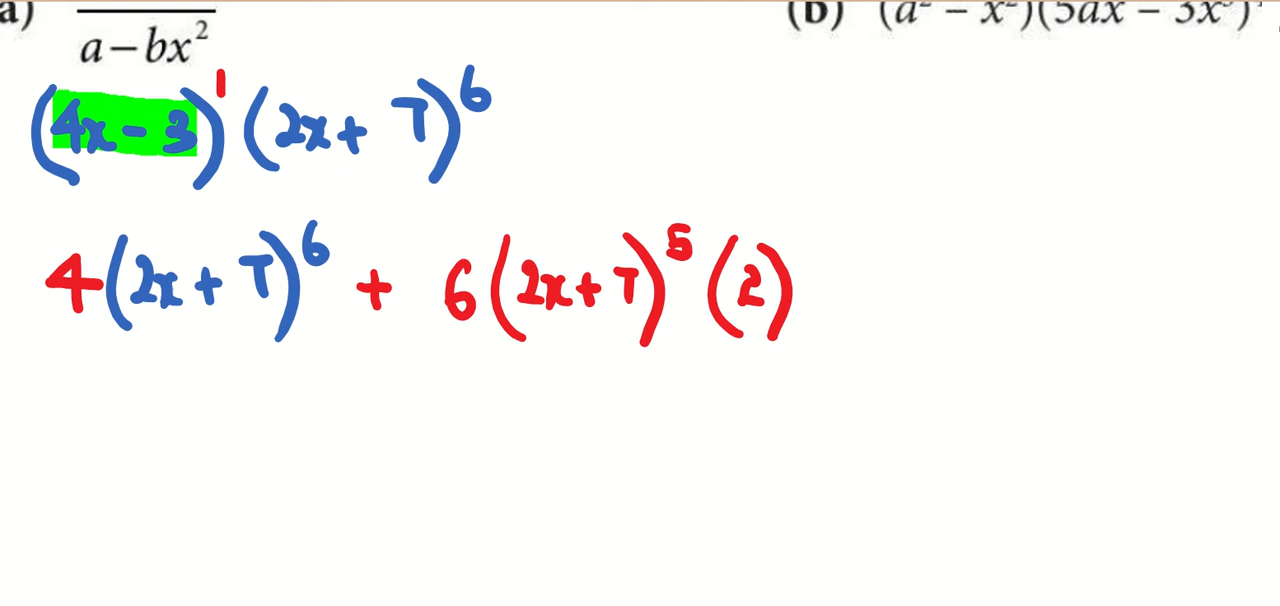 a)
a − bx²
(b) (a² − x²)(5ax − 3x³)
(4x − 3)¹ (2x + 7)⁶
4(2x + 7)⁶ + 6(2x + 7)⁵ (2)